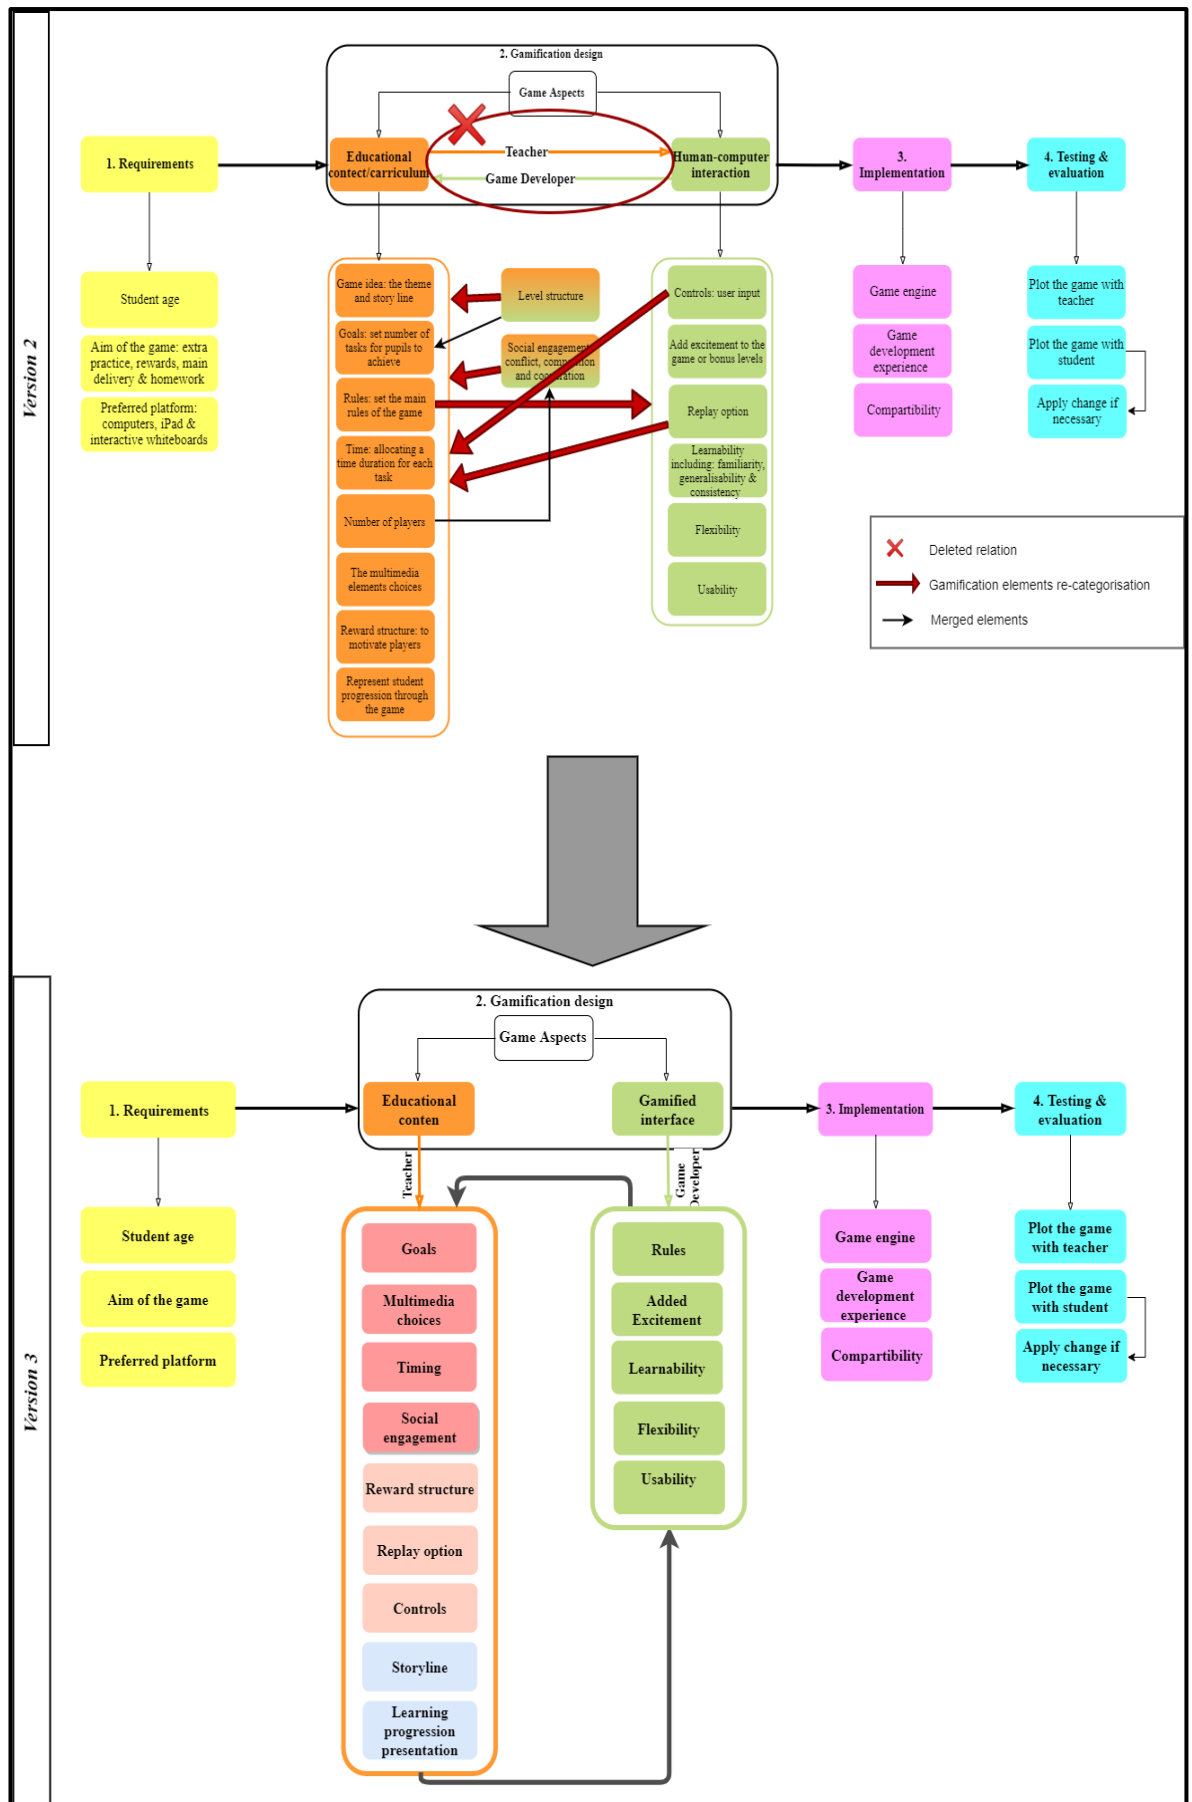 Version 2
2. Gamification design
Game Aspects
1. Requirements
Educational
contect/carriculum
Teacher
Game Developer
Human-computer
interaction
3.
Implementation
4. Testing &
evaluation
Student age
Aim of the game: extra
practice, rewards, main
delivery & homework
Preferred platform:
computers, iPad &
interactive whiteboards
Game idea: the theme
and story line
Goals: set number of
tasks for pupils to
achieve
Rules: set the main
rules of the game
Time: allocating a
time duration for each
task
Number of players
The multimedia
elements choices
Reward structure: to
motivate players
Represent student
progression through
the game
Level structure
Social engagement:
conflict, competition
and cooperation
Controls: user input
Add excitement to the
game or bonus levels
Replay option
Learnability
including: familiarity,
generalisability &
consistency
Flexibility
Usability
Game engine
Game
development
experience
Compartibility
Plot the game with
teacher
Plot the game with
student
Apply change if
necessary
Deleted relation
Gamification elements re-categorisation
Merged elements
Version 3
2. Gamification design
Game Aspects
1. Requirements
Educational
conten
Gamified
interface
3. Implementation
4. Testing &
evaluation
Teacher
Game
Developer
Student age
Aim of the game
Preferred platform
Goals
Multimedia
choices
Timing
Social
engagement
Reward structure
Replay option
Controls
Storyline
Learning
progression
presentation
Rules
Added
Excitement
Learnability
Flexibility
Usability
Game engine
Game
development
experience
Compartibility
Plot the game
with teacher
Plot the game
with student
Apply change if
necessary